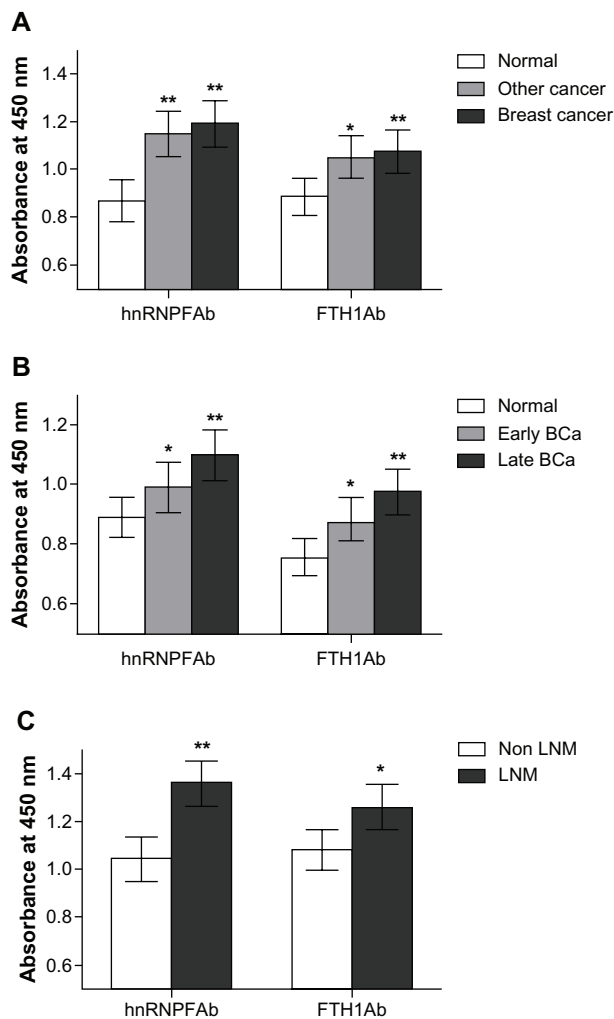 A
Absorbance at 450 nm
1.4
1.2
1.0
0.8
0.6
** **
* **
hnRNPFAb FTH1Ab
Normal
Other cancer
Breast cancer
B
Absorbance at 450 nm
1.2
1.0
0.8
0.6
* **
* **
hnRNPFAb FTH1Ab
Normal
Early BCa
Late BCa
C
Absorbance at 450 nm
1.4
1.2
1.0
0.8
0.6
**
*
hnRNPFAb FTH1Ab
Non LNM
LNM